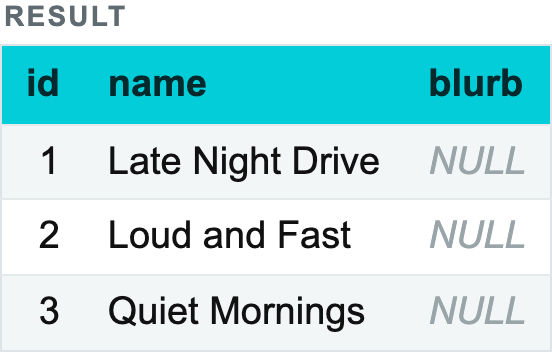 RESULT
id name blurb
1 Late Night Drive NULL
2 Loud and Fast NULL
3 Quiet Mornings NULL